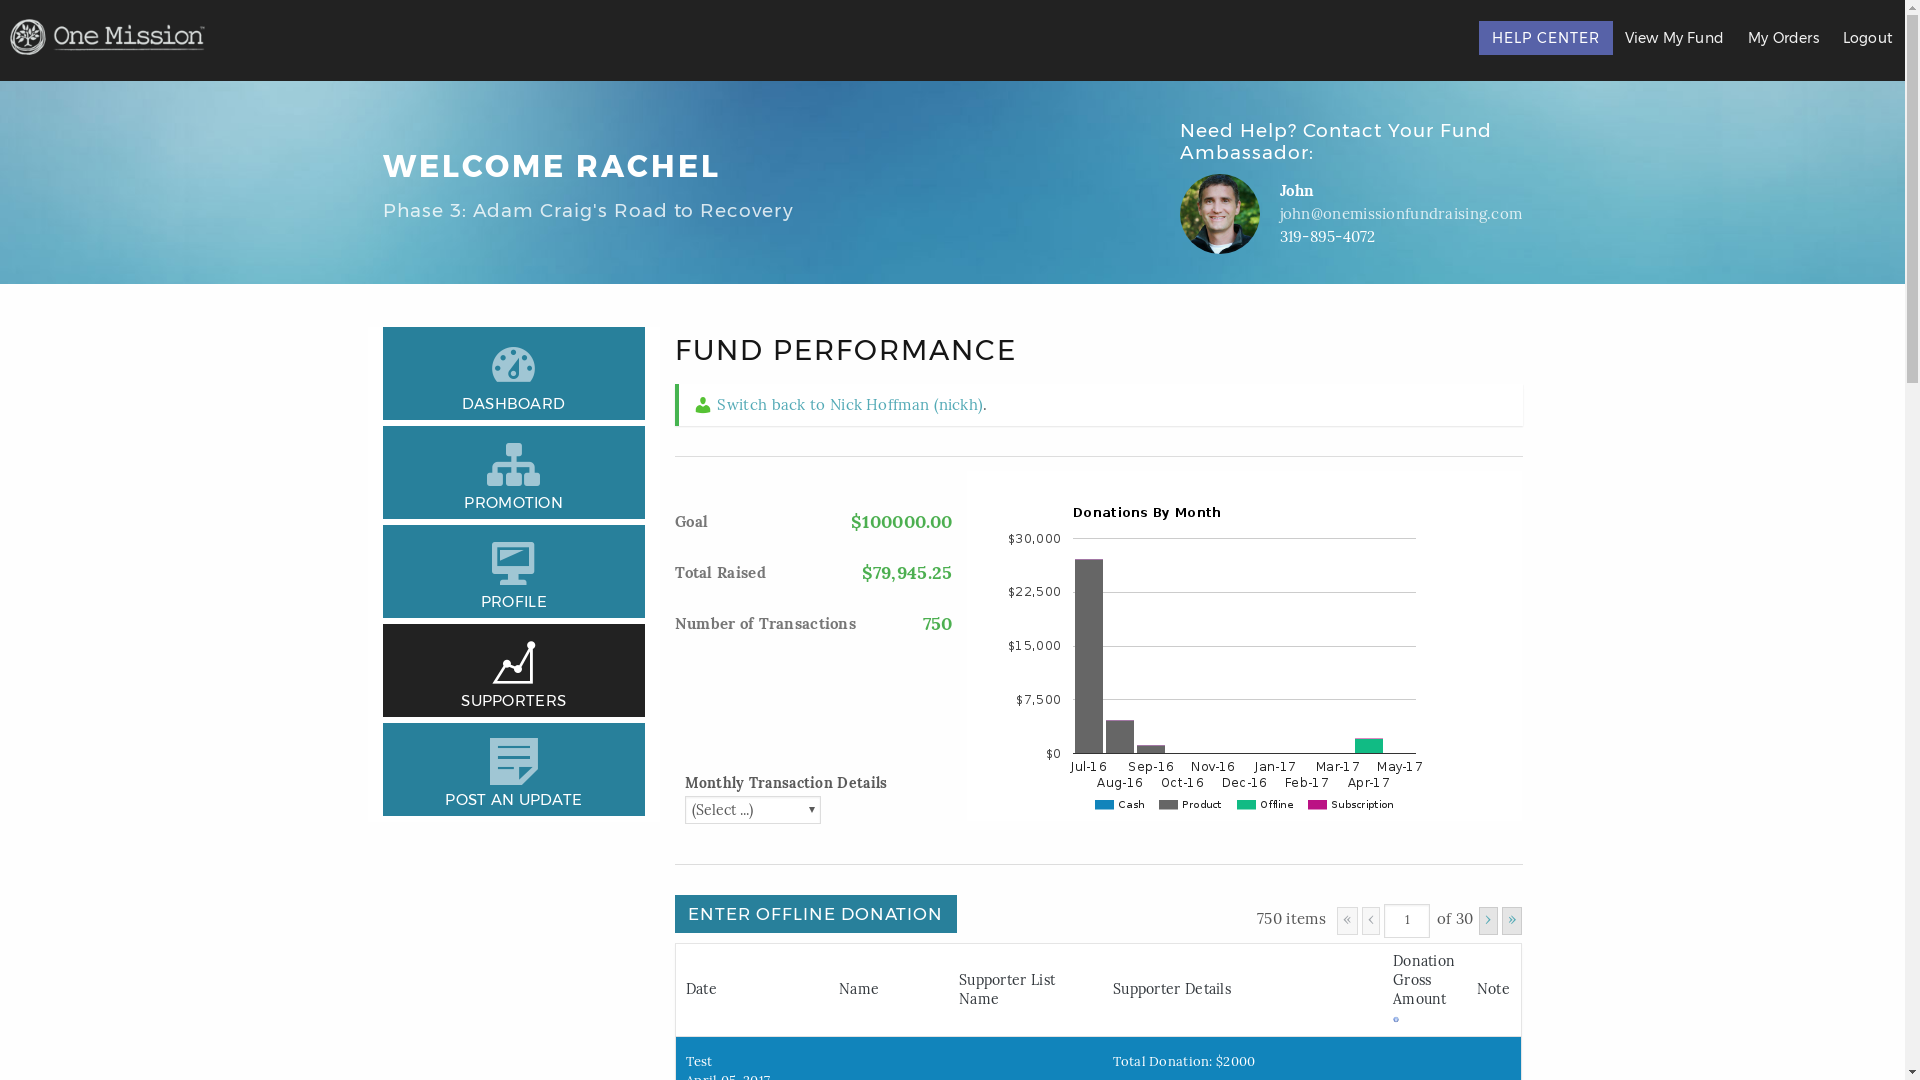 One Mission
HELP CENTER
View My Fund
My Orders
Logout
WELCOME RACHEL
Phase 3: Adam Craig's Road to Recovery
Need Help? Contact Your Fund
Ambassador:
John
john@onemissionfundraising.com
319-895-4072
DASHBOARD
PROMOTION
PROFILE
SUPPORTERS
POST AN UPDATE
FUND PERFORMANCE
Switch back to Nick Hoffman (nickh).
Goal $100000.00
Total Raised $79,945.25
Number of Transactions 750
Monthly Transaction Details
(Select ...)
Donations By Month
$30,000
$22,500
$15,000
$7,500
$0
Jul-16 Sep-16 Nov-16 Jan-17 Mar-17 May-17
Aug-16 Oct-16 Dec-16 Feb-17 Apr-17
Cash Product Offline Subscription
ENTER OFFLINE DONATION
750 items « ‹ 1 of 30 › »
Date
Name
Supporter List
Name
Supporter Details
Donation
Gross
Amount
Note
Test
April 05, 2017
Total Donation: $2000